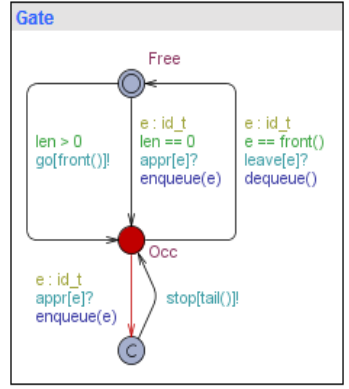 Gate
Free
len > 0
go[front()]!
e : id_t
len == 0
appr[e]?
enqueue(e)
e : id_t
e == front()
leave[e]?
dequeue()
Occ
e : id_t
appr[e]?
enqueue(e)
stop[tail()]!
C